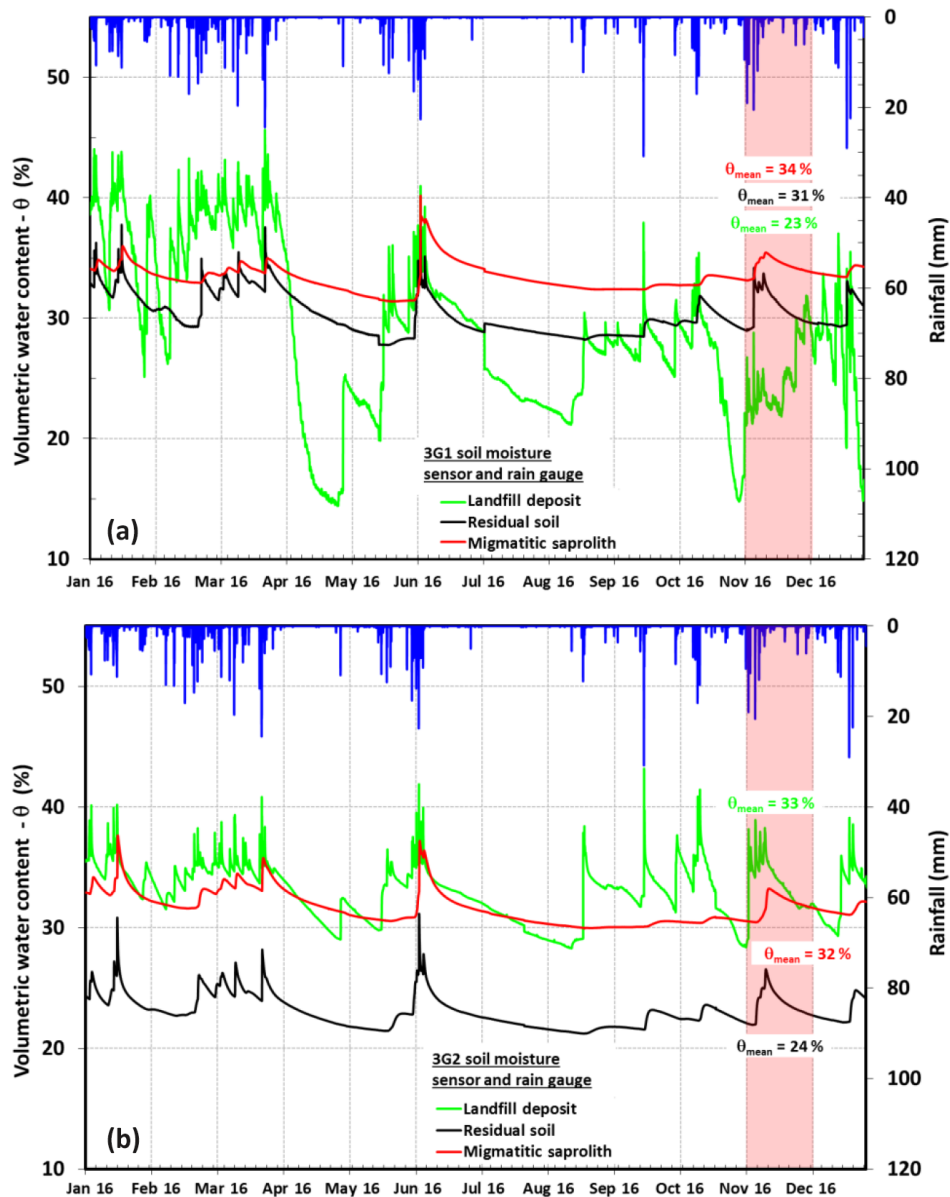 0
50
20
Volumetric water content - θ (%)
40
40
Rainfall (mm)
θmean = 34 %
θmean = 31 %
θmean = 23 %
30
60
80
20
100
3G1 soil moisture
sensor and rain gauge
Landfill deposit
Residual soil
Migmatitic saprolith
(a)
10
120
Jan 16 Feb 16 Mar 16 Apr 16 May 16 Jun 16 Jul 16 Aug 16 Sep 16 Oct 16 Nov 16 Dec 16
0
50
20
Volumetric water content - θ (%)
40
40
Rainfall (mm)
θmean = 33 %
30
60
θmean = 32 %
80
20
θmean = 24 %
100
3G2 soil moisture
sensor and rain gauge
Landfill deposit
Residual soil
Migmatitic saprolith
(b)
10
120
Jan 16 Feb 16 Mar 16 Apr 16 May 16 Jun 16 Jul 16 Aug 16 Sep 16 Oct 16 Nov 16 Dec 16